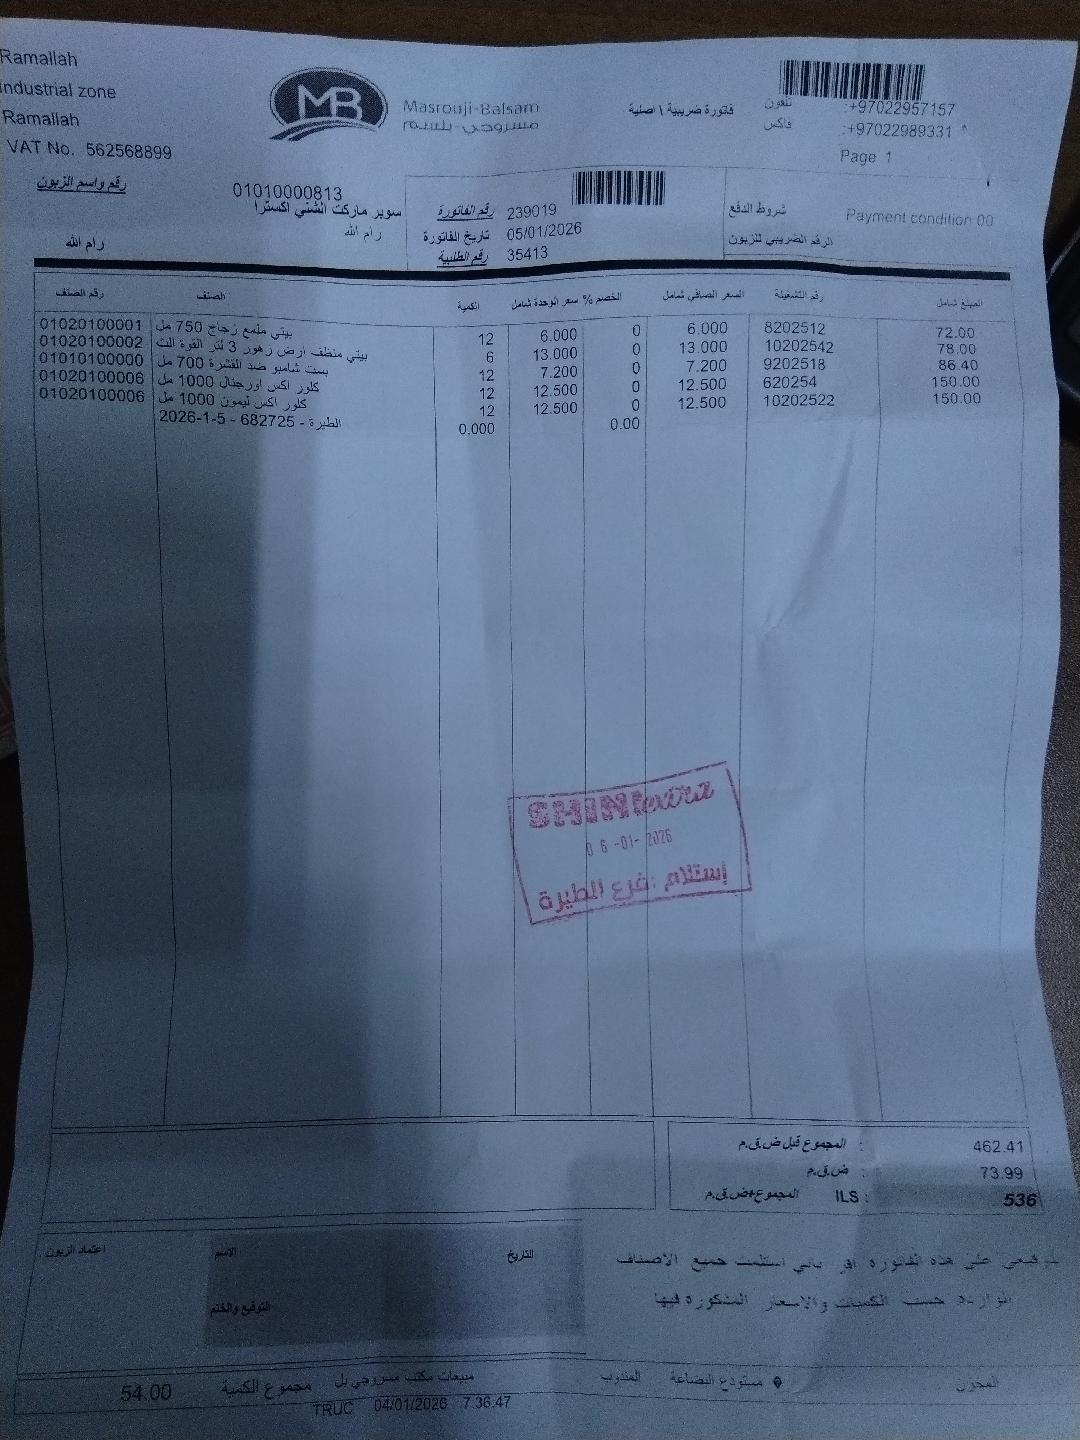 Ramallah
industrial zone
Ramallah
VAT No. 562568899
MB
Masrouji-Balsam
مسروجي-بلسم
فاتورة ضريبية ١ اصلية
تلفون :+97022957157
فاكس :+97022989331
Page 1
رقم واسم الزبون
01010000813
سوبر ماركت الشني اكسترا
رام الله
رام الله
رقم الفاتورة 239019
تاريخ الفاتورة 05/01/2026
رقم الطلبية 35413
شروط الدفع Payment condition 00
الرقم الضريبي للزبون
رقم الصنف الصنف الكمية سعر الوحدة شامل الخصم % السعر الصافي شامل رقم التشغيلة المبلغ شامل
01020100001 بيتي ملمع زجاج 750 مل 12 6.000 0 6.000 8202512 72.00
01020100002 بيتي منظف ارض زهور 3 لتر القوة الث 6 13.000 0 13.000 10202542 78.00
01010100000 بست شامبو ضد القشرة 700 مل 12 7.200 0 7.200 9202518 86.40
01020100006 كلور اكس اورجنال 1000 مل 12 12.500 0 12.500 620254 150.00
01020100006 كلور اكس ليمون 1000 مل 12 12.500 0 12.500 10202522 150.00
الطيرة - 682725 - 2026-1-5 0.000 0.00
SHINI extra
06-01-2026
إستلام : فرع الطيرة
المجموع قبل ض.ق.م : 462.41
ض.ق.م : 73.99
المجموع+ض.ق.م ILS : 536
اعتماد الزبون :
الاسم
التاريخ
التوقيع والختم
على هذه الفاتورة اقر باني استلمت جميع الاصناف
الواردة حسب الكميات والاسعار المذكورة فيها
54.00 مجموع الكمية مبيعات مكتب مسروجي بل المندوب مستودع البضاعة المخزن
TRUC 04/01/2026 7.36.47